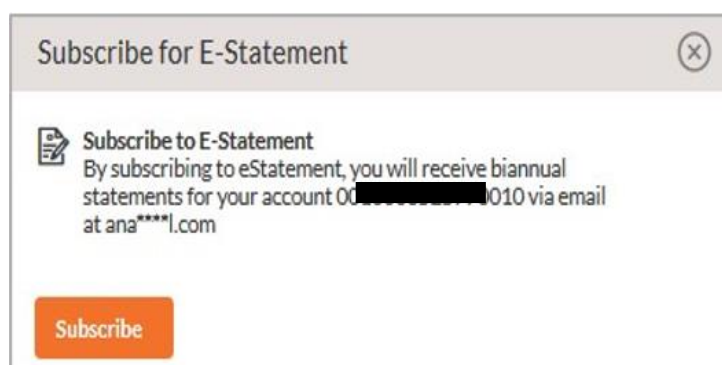 Subscribe for E-Statement
Subscribe to E-Statement
By subscribing to eStatement, you will receive biannual
statements for your account 00 0010 via email
at ana****l.com
Subscribe